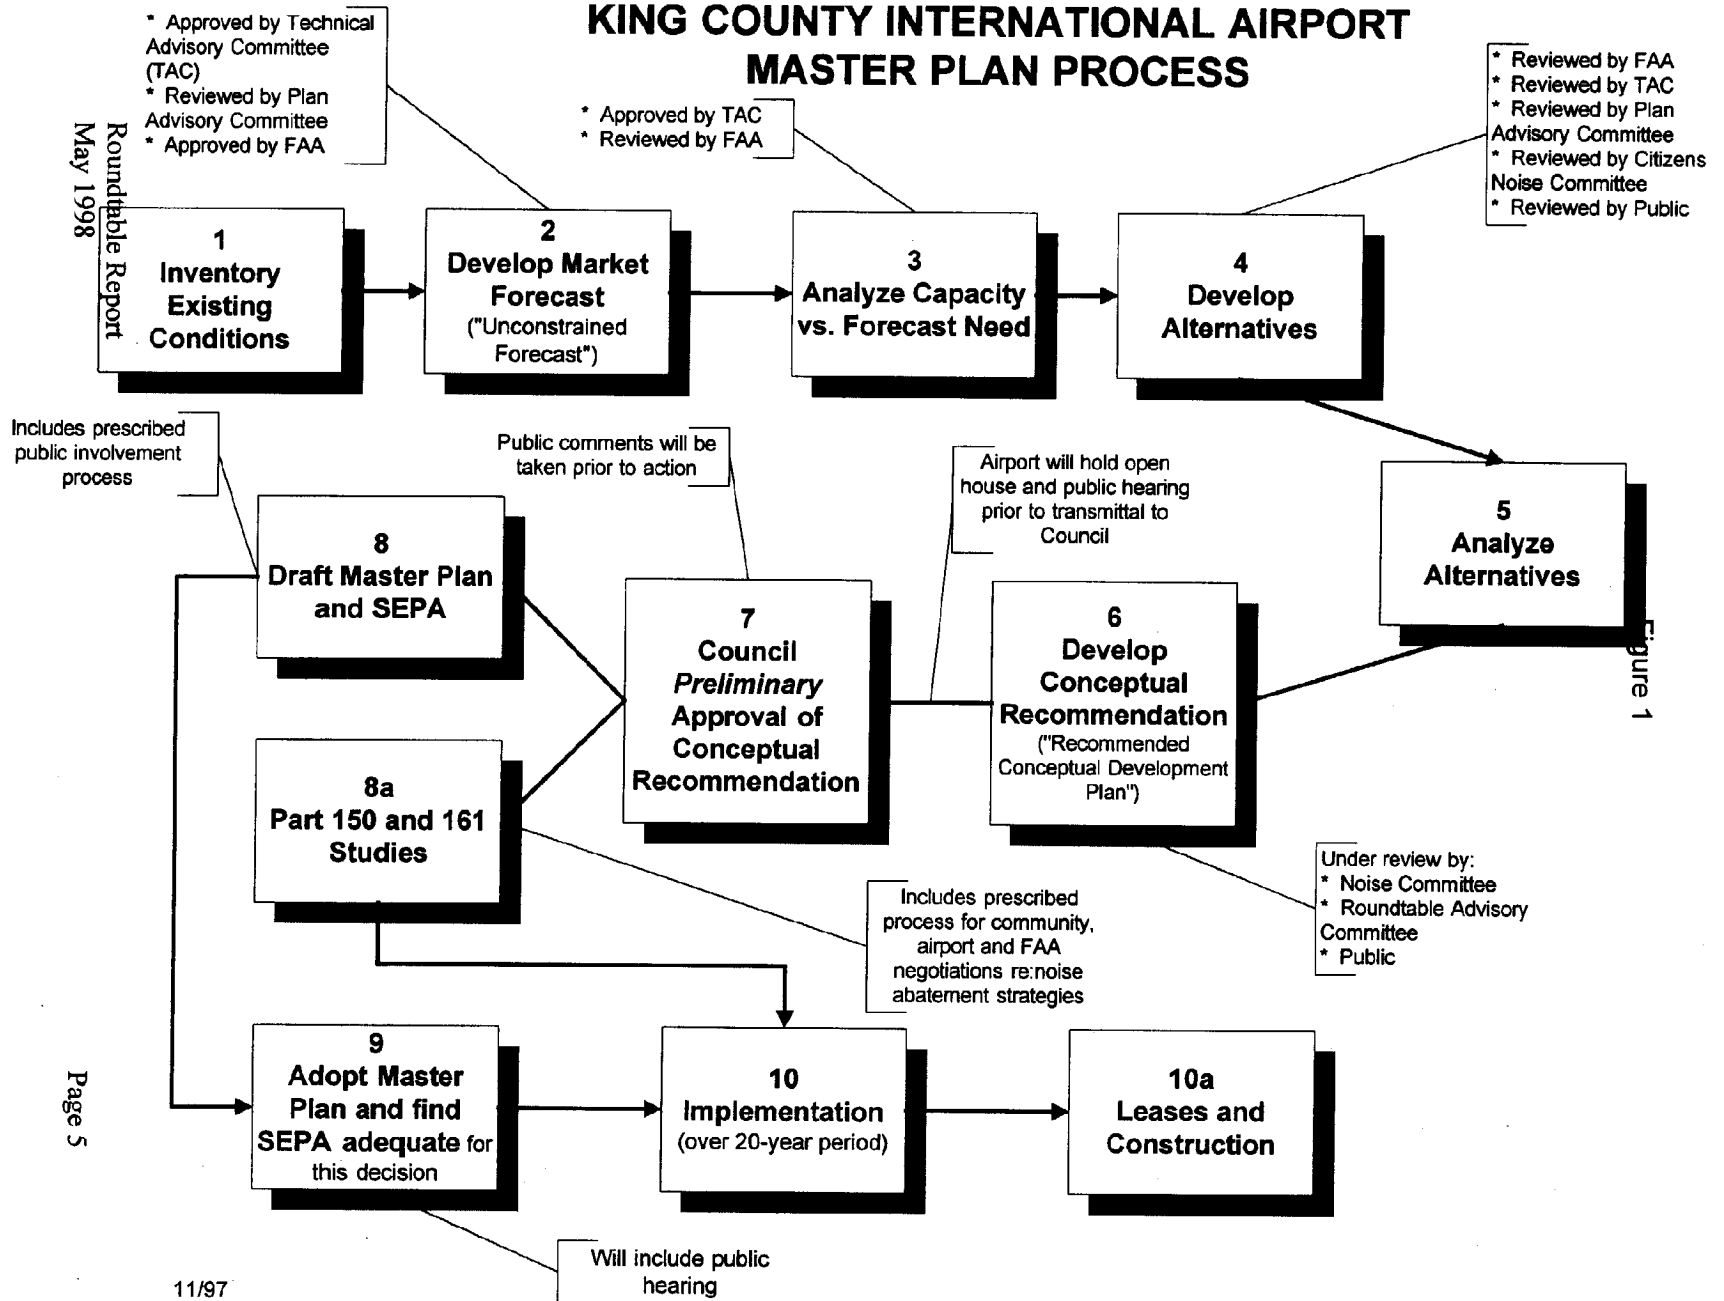 KING COUNTY INTERNATIONAL AIRPORT
MASTER PLAN PROCESS
* Approved by Technical
Advisory Committee
(TAC)
* Reviewed by Plan
Advisory Committee
* Approved by FAA
* Approved by TAC
* Reviewed by FAA
* Reviewed by FAA
* Reviewed by TAC
* Reviewed by Plan
Advisory Committee
* Reviewed by Citizens
Noise Committee
* Reviewed by Public
Roundtable Report
May 1998
1
Inventory
Existing
Conditions
2
Develop Market
Forecast
("Unconstrained
Forecast")
3
Analyze Capacity
vs. Forecast Need
4
Develop
Alternatives
Includes prescribed
public involvement
process
Public comments will be
taken prior to action
Airport will hold open
house and public hearing
prior to transmittal to
Council
5
Analyze
Alternatives
8
Draft Master Plan
and SEPA
7
Council
Preliminary
Approval of
Conceptual
Recommendation
6
Develop
Conceptual
Recommendation
("Recommended
Conceptual Development
Plan")
Figure 1
8a
Part 150 and 161
Studies
Includes prescribed
process for community,
airport and FAA
negotiations re:noise
abatement strategies
Under review by:
* Noise Committee
* Roundtable Advisory
Committee
* Public
9
Adopt Master
Plan and find
SEPA adequate for
this decision
10
Implementation
(over 20-year period)
10a
Leases and
Construction
Page 5
Will include public
hearing
11/97